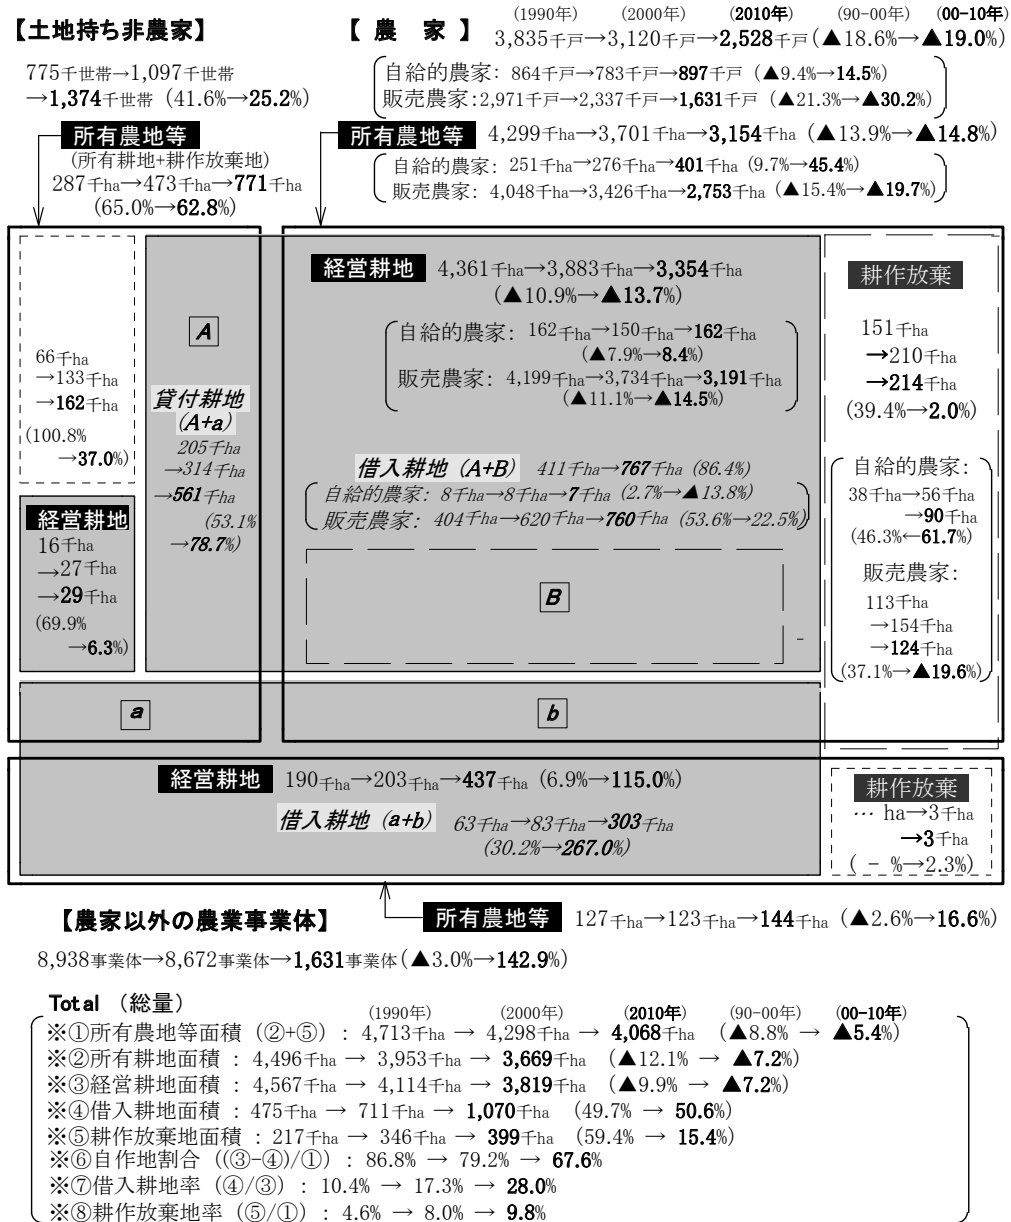 【土地持ち非農家】
775千世帯→1,097千世帯
→1,374千世帯 (41.6%→25.2%)
所有農地等
(所有耕地+耕作放棄地)
287千ha→473千ha→771千ha
(65.0%→62.8%)
(1990年) (2000年) (2010年) (90-00年) (00-10年)
【 農 家 】 3,835千戸→3,120千戸→2,528千戸(▲18.6%→▲19.0%)
自給的農家: 864千戸→783千戸→897千戸 (▲9.4%→14.5%)
販売農家:2,971千戸→2,337千戸→1,631千戸 (▲21.3%→▲30.2%)
所有農地等 4,299千ha→3,701千ha→3,154千ha (▲13.9%→▲14.8%)
自給的農家: 251千ha→276千ha→401千ha (9.7%→45.4%)
販売農家: 4,048千ha→3,426千ha→2,753千ha (▲15.4%→▲19.7%)
66千ha
→133千ha
→162千ha
(100.8%
→37.0%)
経営耕地
16千ha
→27千ha
→29千ha
(69.9%
→6.3%)
A
貸付耕地
(A+a)
205千ha
→314千ha
→561千ha
(53.1%
→78.7%)
経営耕地 4,361千ha→3,883千ha→3,354千ha
(▲10.9%→▲13.7%)
自給的農家: 162千ha→150千ha→162千ha
(▲7.9%→8.4%)
販売農家: 4,199千ha→3,734千ha→3,191千ha
(▲11.1%→▲14.5%)
借入耕地 (A+B) 411千ha→767千ha (86.4%)
自給的農家: 8千ha→8千ha→7千ha (2.7%→▲13.8%)
販売農家: 404千ha→620千ha→760千ha (53.6%→22.5%)
B
耕作放棄
151千ha
→210千ha
→214千ha
(39.4%→2.0%)
自給的農家:
38千ha→56千ha
→90千ha
(46.3%←61.7%)
販売農家:
113千ha
→154千ha
→124千ha
(37.1%→▲19.6%)
a
b
経営耕地 190千ha→203千ha→437千ha (6.9%→115.0%)
借入耕地 (a+b) 63千ha→83千ha→303千ha
(30.2%→267.0%)
耕作放棄
… ha→3千ha
→3千ha
( - %→2.3%)
【農家以外の農業事業体】
所有農地等 127千ha→123千ha→144千ha (▲2.6%→16.6%)
8,938事業体→8,672事業体→1,631事業体(▲3.0%→142.9%)
Total (総量)
(1990年) (2000年) (2010年) (90-00年) (00-10年)
※①所有農地等面積 (②+⑤) : 4,713千ha → 4,298千ha → 4,068千ha (▲8.8% → ▲5.4%)
※②所有耕地面積 : 4,496千ha → 3,953千ha → 3,669千ha (▲12.1% → ▲7.2%)
※③経営耕地面積 : 4,567千ha → 4,114千ha → 3,819千ha (▲9.9% → ▲7.2%)
※④借入耕地面積 : 475千ha → 711千ha → 1,070千ha (49.7% → 50.6%)
※⑤耕作放棄地面積 : 217千ha → 346千ha → 399千ha (59.4% → 15.4%)
※⑥自作地割合 ((③-④)/①) : 86.8% → 79.2% → 67.6%
※⑦借入耕地率 (④/③) : 10.4% → 17.3% → 28.0%
※⑧耕作放棄地率 (⑤/①) : 4.6% → 8.0% → 9.8%